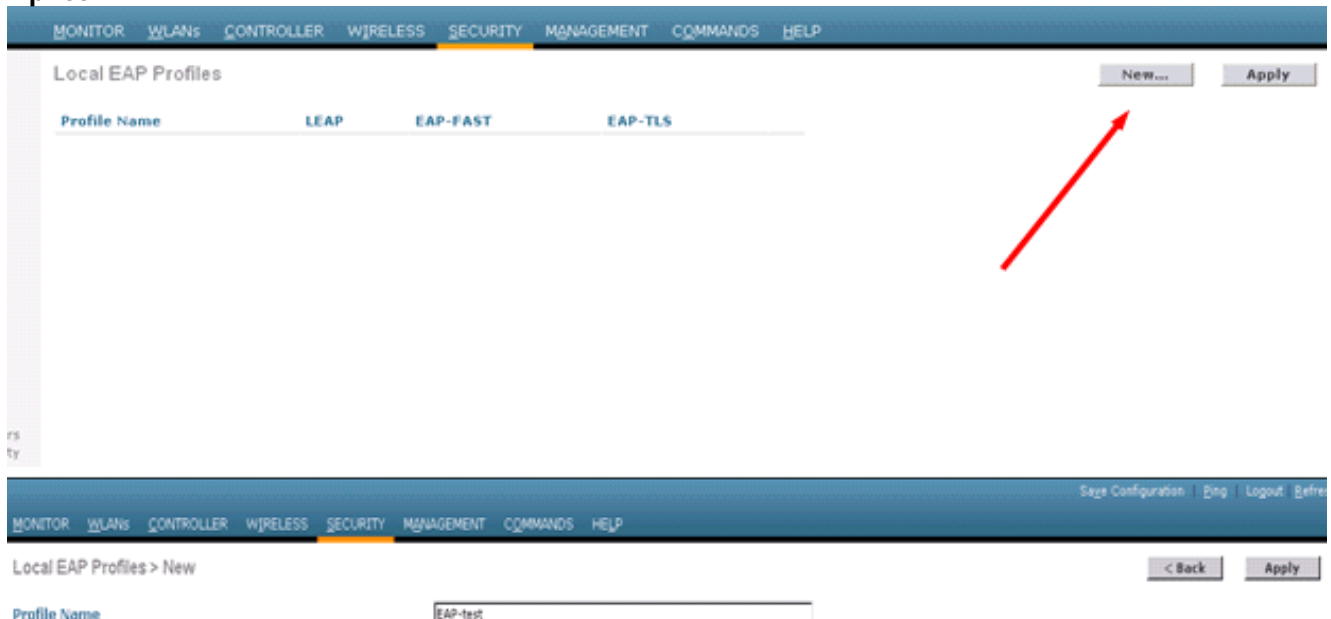 MONITOR WLANs CONTROLLER WIRELESS SECURITY MANAGEMENT COMMANDS HELP
Local EAP Profiles
New...
Apply
Profile Name LEAP EAP-FAST EAP-TLS
rs
ty
Save Configuration | Ping | Logout | Refres
MONITOR WLANs CONTROLLER WIRELESS SECURITY MANAGEMENT COMMANDS HELP
Local EAP Profiles > New
< Back
Apply
Profile Name
EAP-test